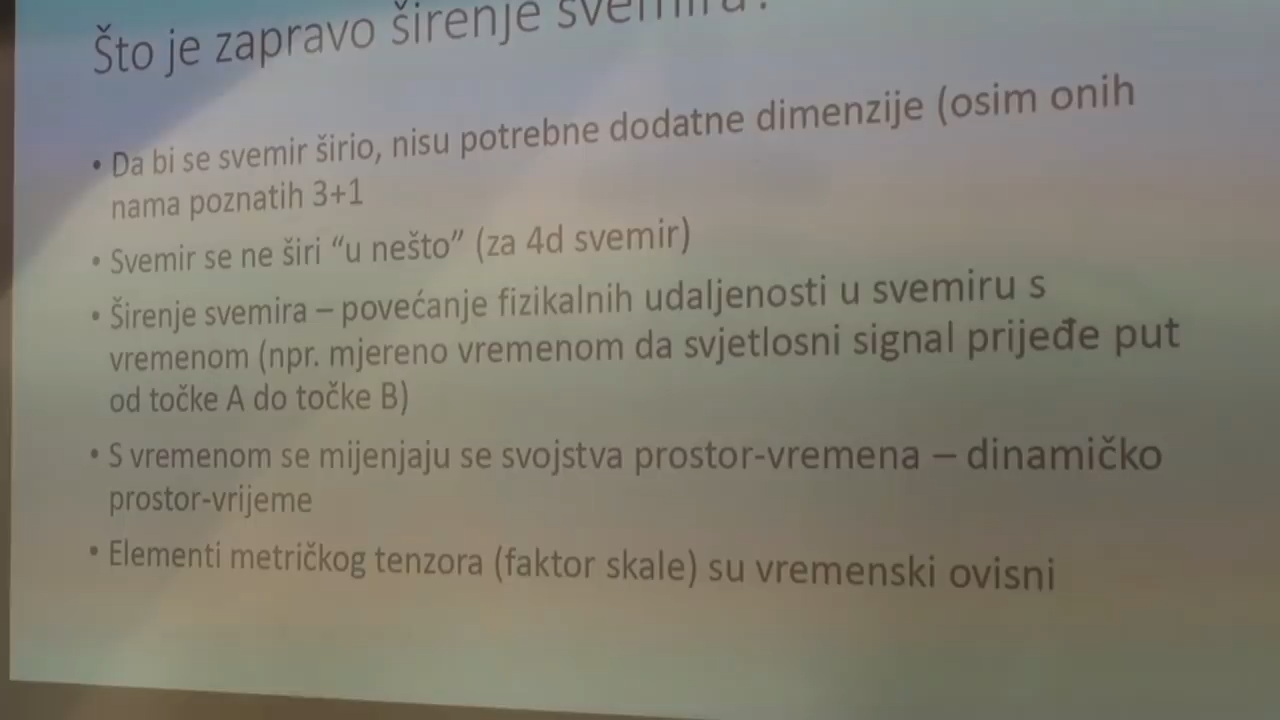 Što je zapravo širenje svemira?
• Da bi se svemir širio, nisu potrebne dodatne dimenzije (osim onih
nama poznatih 3+1
• Svemir se ne širi “u nešto” (za 4d svemir)
• Širenje svemira – povećanje fizikalnih udaljenosti u svemiru s
vremenom (npr. mjereno vremenom da svjetlosni signal prijeđe put
od točke A do točke B)
• S vremenom se mijenjaju se svojstva prostor-vremena – dinamičko
prostor-vrijeme
• Elementi metričkog tenzora (faktor skale) su vremenski ovisni